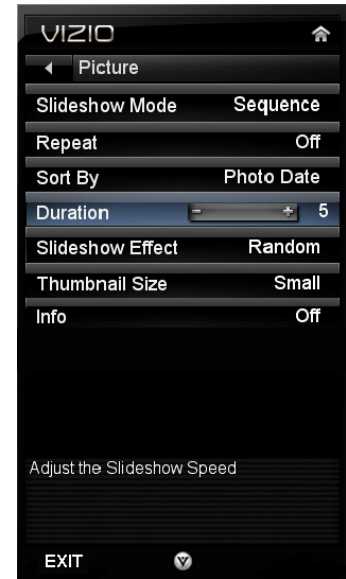 VIZIO
Picture
Slideshow Mode Sequence
Repeat Off
Sort By Photo Date
Duration - + 5
Slideshow Effect Random
Thumbnail Size Small
Info Off
Adjust the Slideshow Speed
EXIT V